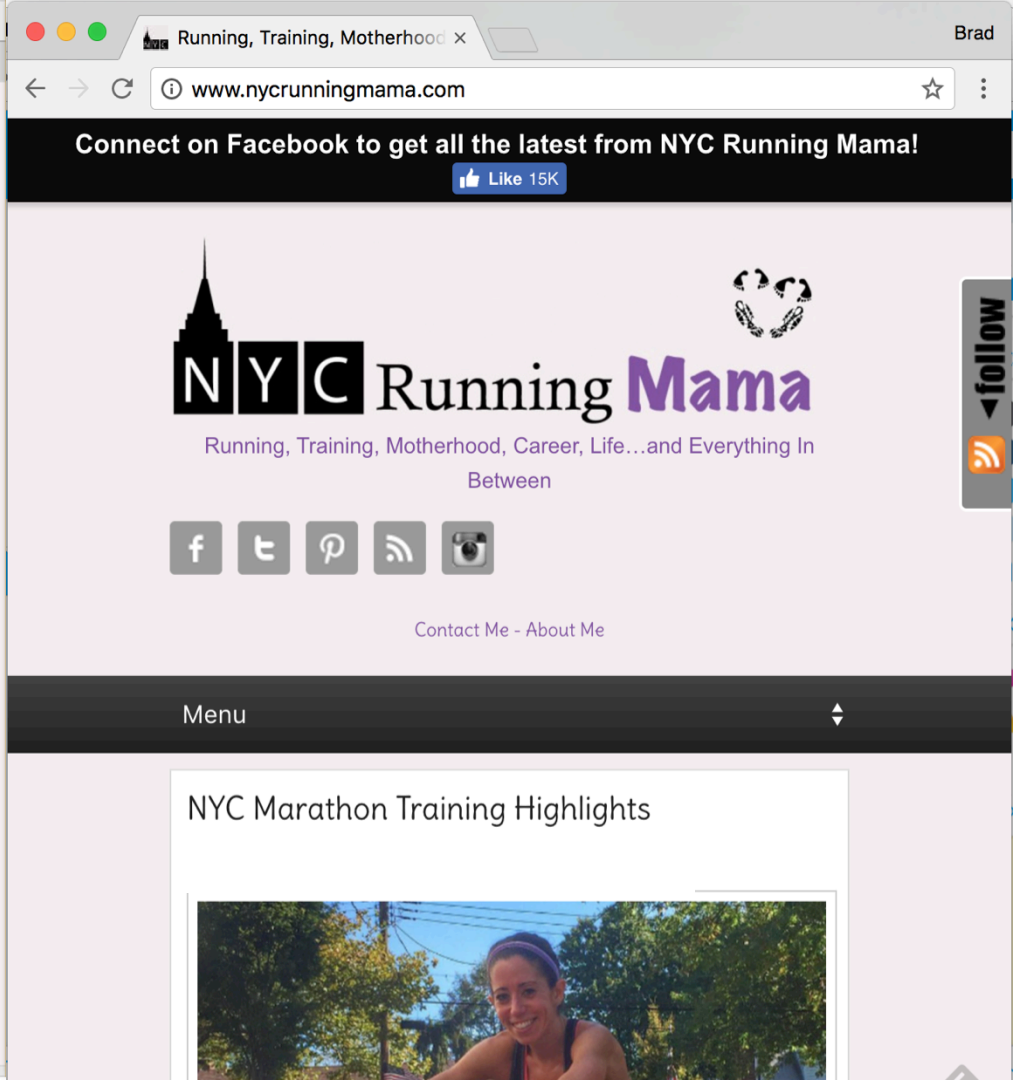 Running, Training, Motherhood
Brad
www.nycrunningmama.com
Connect on Facebook to get all the latest from NYC Running Mama!
Like 15K
follow
NYC Running Mama
Running, Training, Motherhood, Career, Life…and Everything In
Between
Contact Me - About Me
Menu
NYC Marathon Training Highlights